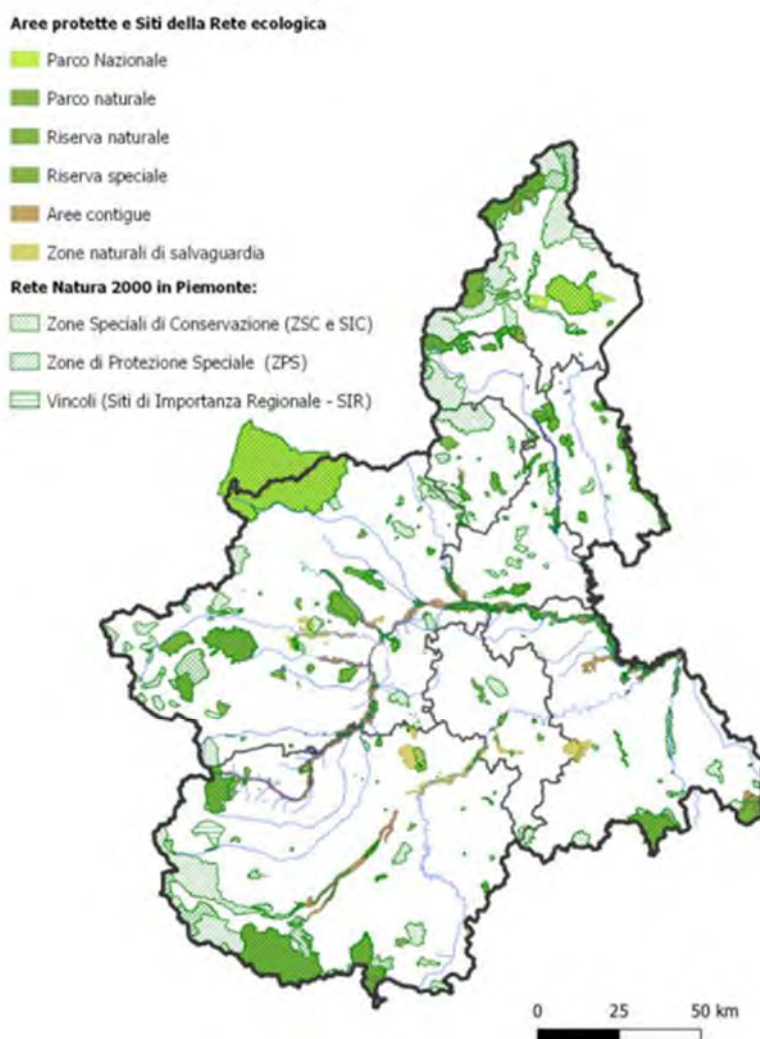 Aree protette e Siti della Rete ecologica
Parco Nazionale
Parco naturale
Riserva naturale
Riserva speciale
Aree contigue
Zone naturali di salvaguardia
Rete Natura 2000 in Piemonte:
Zone Speciali di Conservazione (ZSC e SIC)
Zone di Protezione Speciale (ZPS)
Vincoli (Siti di Importanza Regionale - SIR)
0 25 50 km